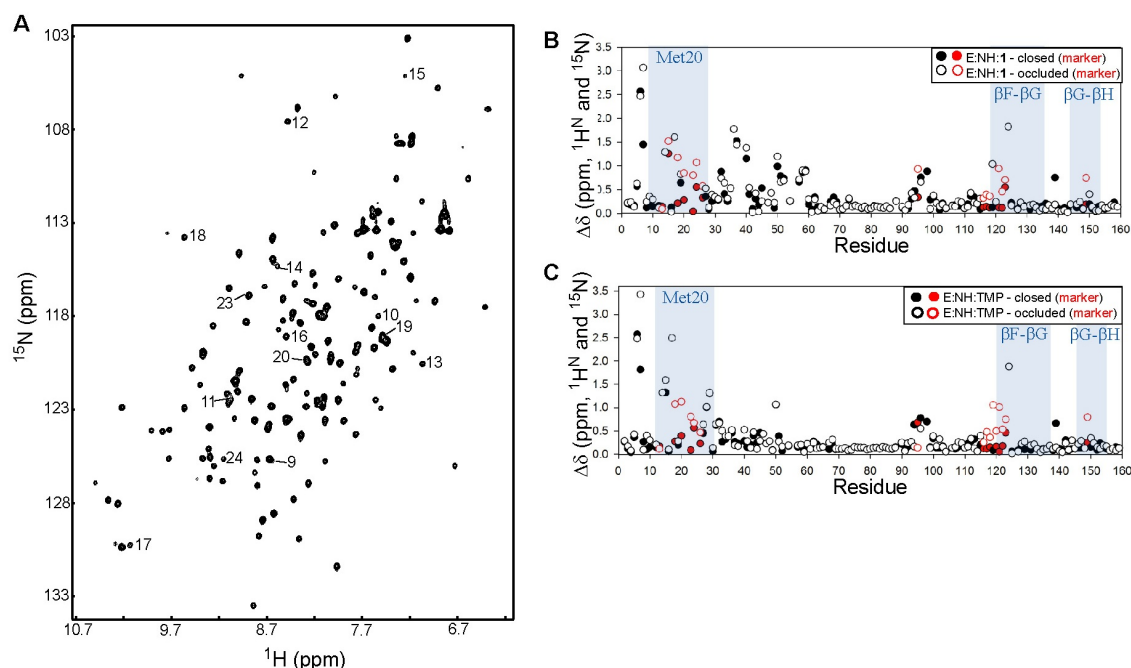 A
103
108
113
118
123
128
133
15N (ppm)
15
12
18
14
23
10
16
19
20
13
11
24
9
17
10.7 9.7 8.7 7.7 6.7
1H (ppm)
B
3.5
3.0
2.5
2.0
1.5
1.0
0.5
0.0
Δδ (ppm, 1HN and 15N)
Met20
E:NH:1 - closed (marker)
E:NH:1 - occluded (marker)
βF-βG
βG-βH
0 10 20 30 40 50 60 70 80 90 100 110 120 130 140 150 160
Residue
C
3.5
3.0
2.5
2.0
1.5
1.0
0.5
0.0
Δδ (ppm, 1HN and 15N)
Met20
E:NH:TMP - closed (marker)
E:NH:TMP - occluded (marker)
βF-βG
βG-βH
0 10 20 30 40 50 60 70 80 90 100 110 120 130 140 150 160
Residue